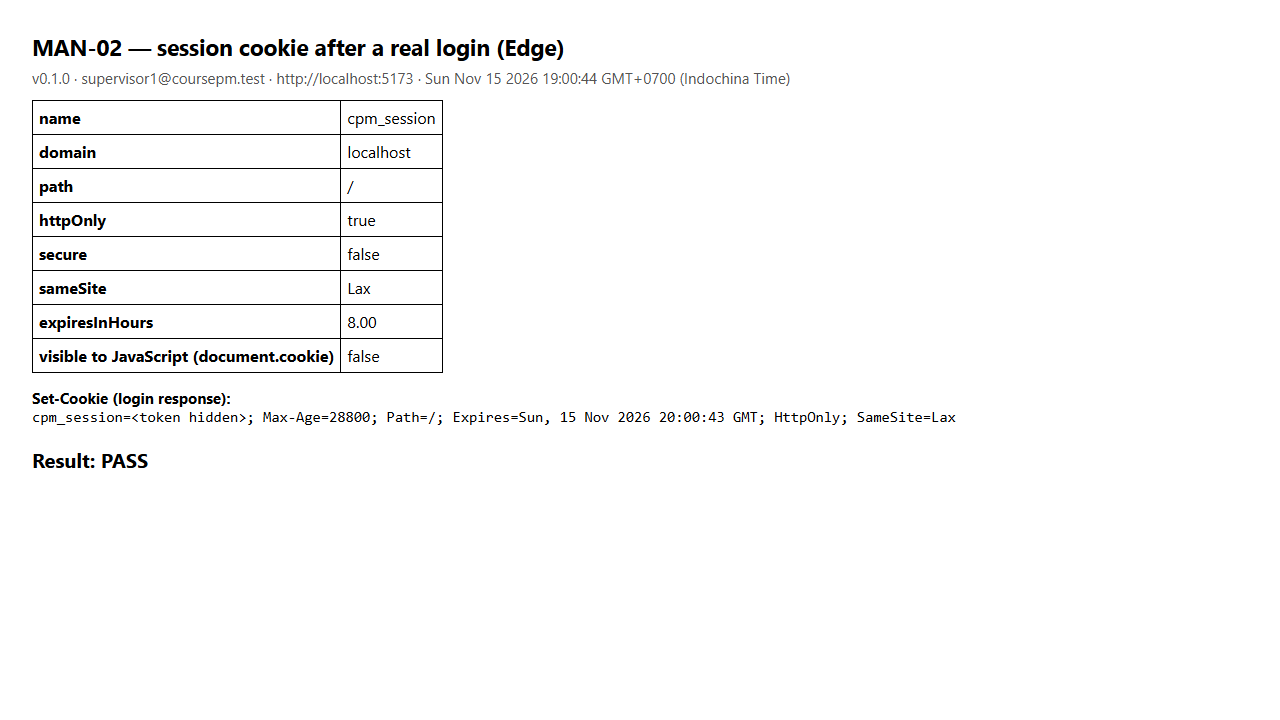 MAN-02 — session cookie after a real login (Edge)
v0.1.0 · supervisor1@coursepm.test · http://localhost:5173 · Sun Nov 15 2026 19:00:44 GMT+0700 (Indochina Time)
name cpm_session
domain localhost
path /
httpOnly true
secure false
sameSite Lax
expiresInHours 8.00
visible to JavaScript (document.cookie) false
Set-Cookie (login response):
cpm_session=<token hidden>; Max-Age=28800; Path=/; Expires=Sun, 15 Nov 2026 20:00:43 GMT; HttpOnly; SameSite=Lax
Result: PASS